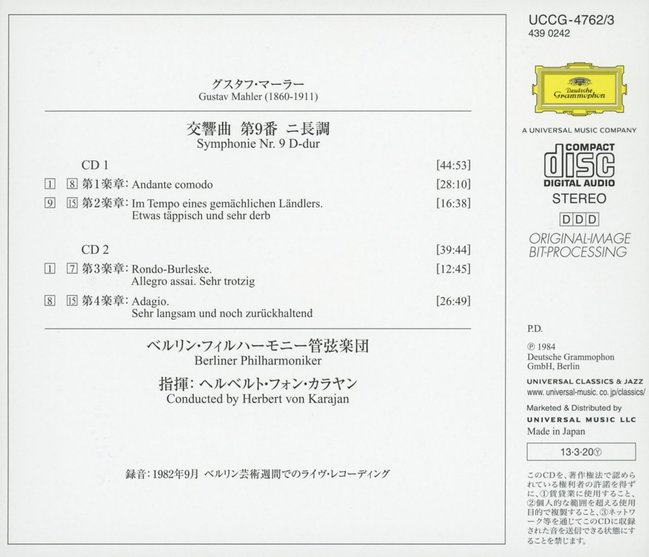 グスタフ・マーラー
Gustav Mahler (1860-1911)
交響曲 第9番 ニ長調
Symphonie Nr. 9 D-dur
CD 1 [44:53]
1 8 第1楽章: Andante comodo [28:10]
9 15 第2楽章: Im Tempo eines gemächlichen Ländlers. [16:38]
Etwas täppisch und sehr derb
CD 2 [39:44]
1 7 第3楽章: Rondo-Burleske. [12:45]
Allegro assai. Sehr trotzig
8 15 第4楽章: Adagio. [26:49]
Sehr langsam und noch zurückhaltend
ベルリン・フィルハーモニー管弦楽団
Berliner Philharmoniker
指揮: ヘルベルト・フォン・カラヤン
Conducted by Herbert von Karajan
録音:1982年9月 ベルリン芸術週間でのライヴ・レコーディング
UCCG-4762/3
439 0242
Deutsche
Grammophon
A UNIVERSAL MUSIC COMPANY
COMPACT
disc
DIGITAL AUDIO
STEREO
DDD
ORIGINAL-IMAGE
BIT-PROCESSING
P.D.
℗ 1984
Deutsche Grammophon
GmbH, Berlin
UNIVERSAL CLASSICS & JAZZ
www. universal-music. co.jp/classics/
Marketed & Distributed by
UNIVERSAL MUSIC LLC
Made in Japan
13・3・20Ⓨ
このCDを、著作権法で認めら
れている権利者の許諾を得ず
に、①賃貸業に使用すること、
②個人的な範囲を超える使用
目的で複製すること、③ネットワ
ーク等を通じてこのCDに収録
された音を送信できる状態にす
ることを禁じます。